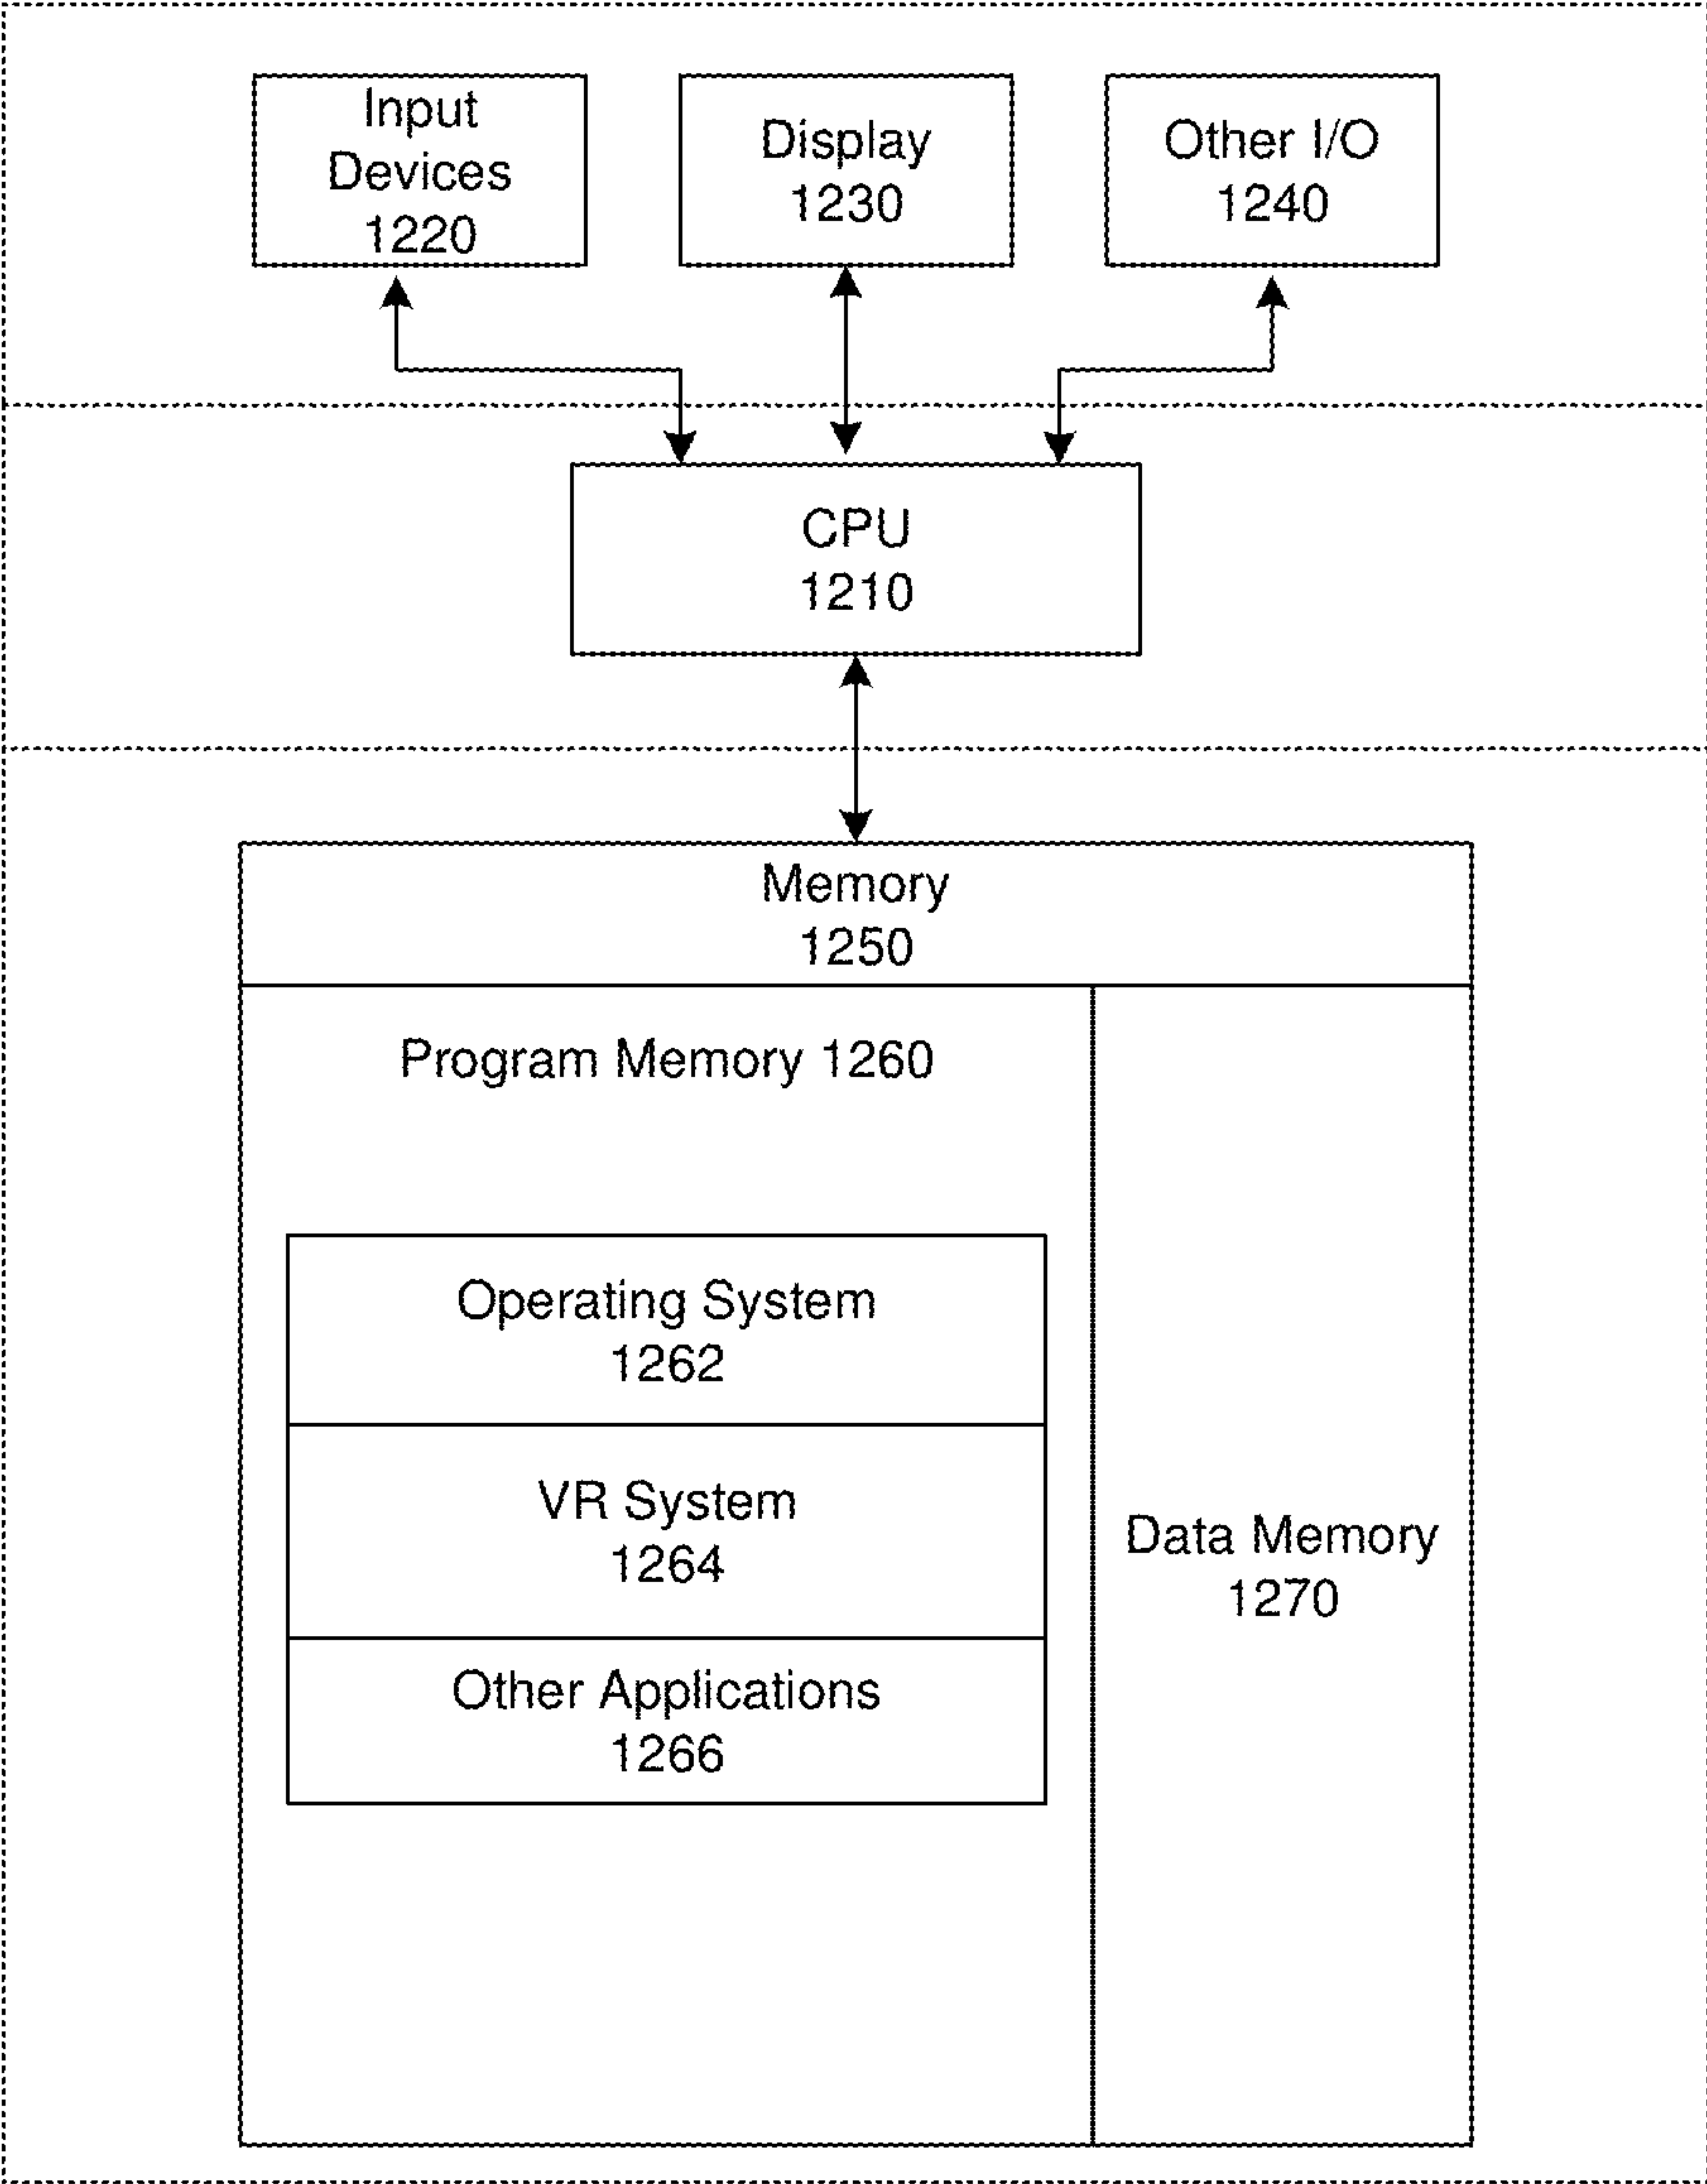 Input
Devices
1220
Display
1230
Other I/O
1240
CPU
1210
Memory
1250
Program Memory 1260
Operating System
1262
VR System
1264
Other Applications
1266
Data Memory
1270